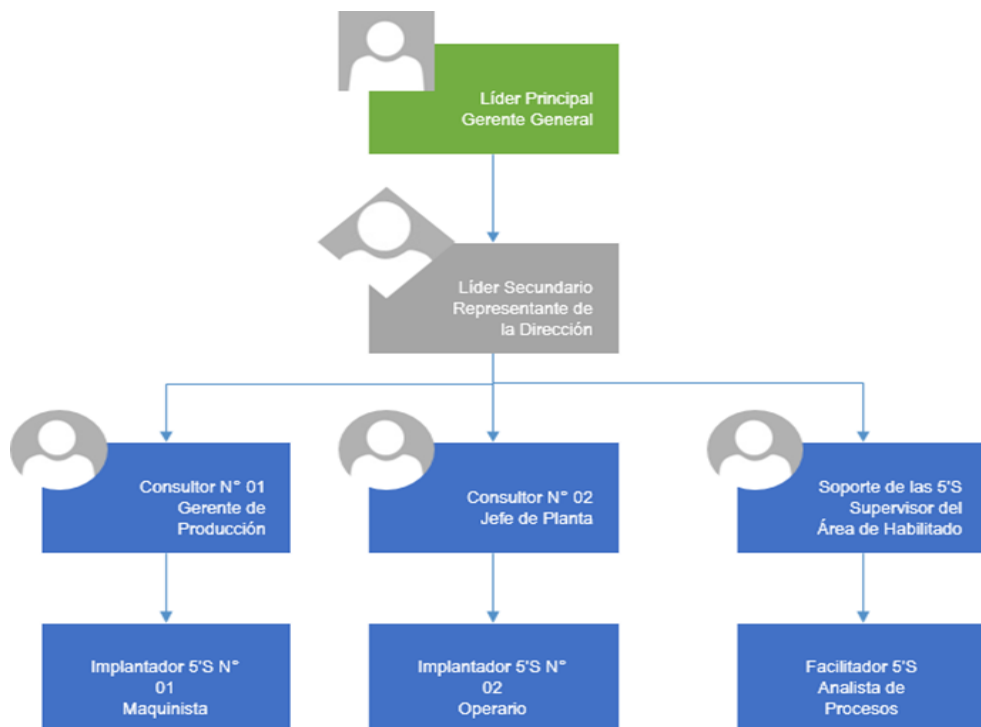 Líder Principal
Gerente General
Líder Secundario
Representante de
la Dirección
Consultor N° 01
Gerente de
Producción
Consultor N° 02
Jefe de Planta
Soporte de las 5'S
Supervisor del
Área de Habilitado
Implantador 5'S N°
01
Maquinista
Implantador 5'S N°
02
Operario
Facilitador 5'S
Analista de
Procesos